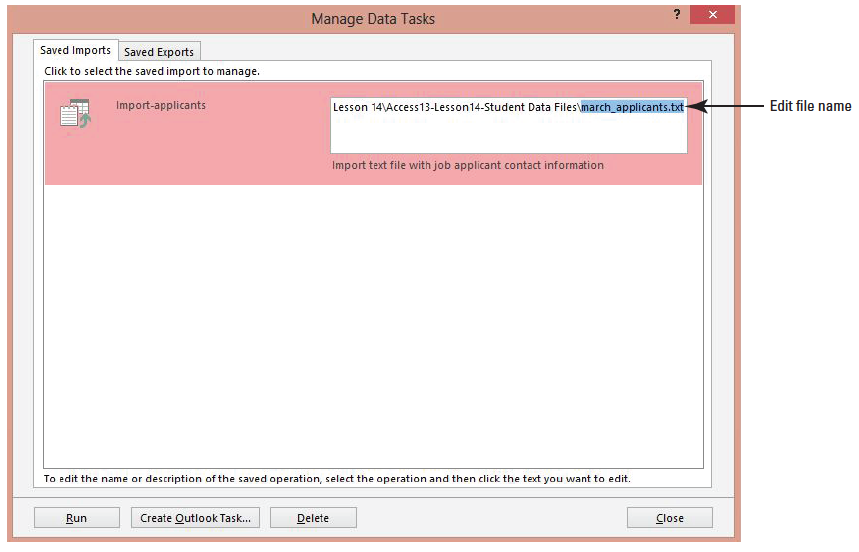 Manage Data Tasks
?
Saved Imports
Saved Exports
Click to select the saved import to manage.
Import-applicants
Lesson 14\Access13-Lesson14-Student Data Files\march_applicants.txt
Edit file name
Import text file with job applicant contact information
To edit the name or description of the saved operation, select the operation and then click the text you want to edit.
Run
Create Outlook Task...
Delete
Close